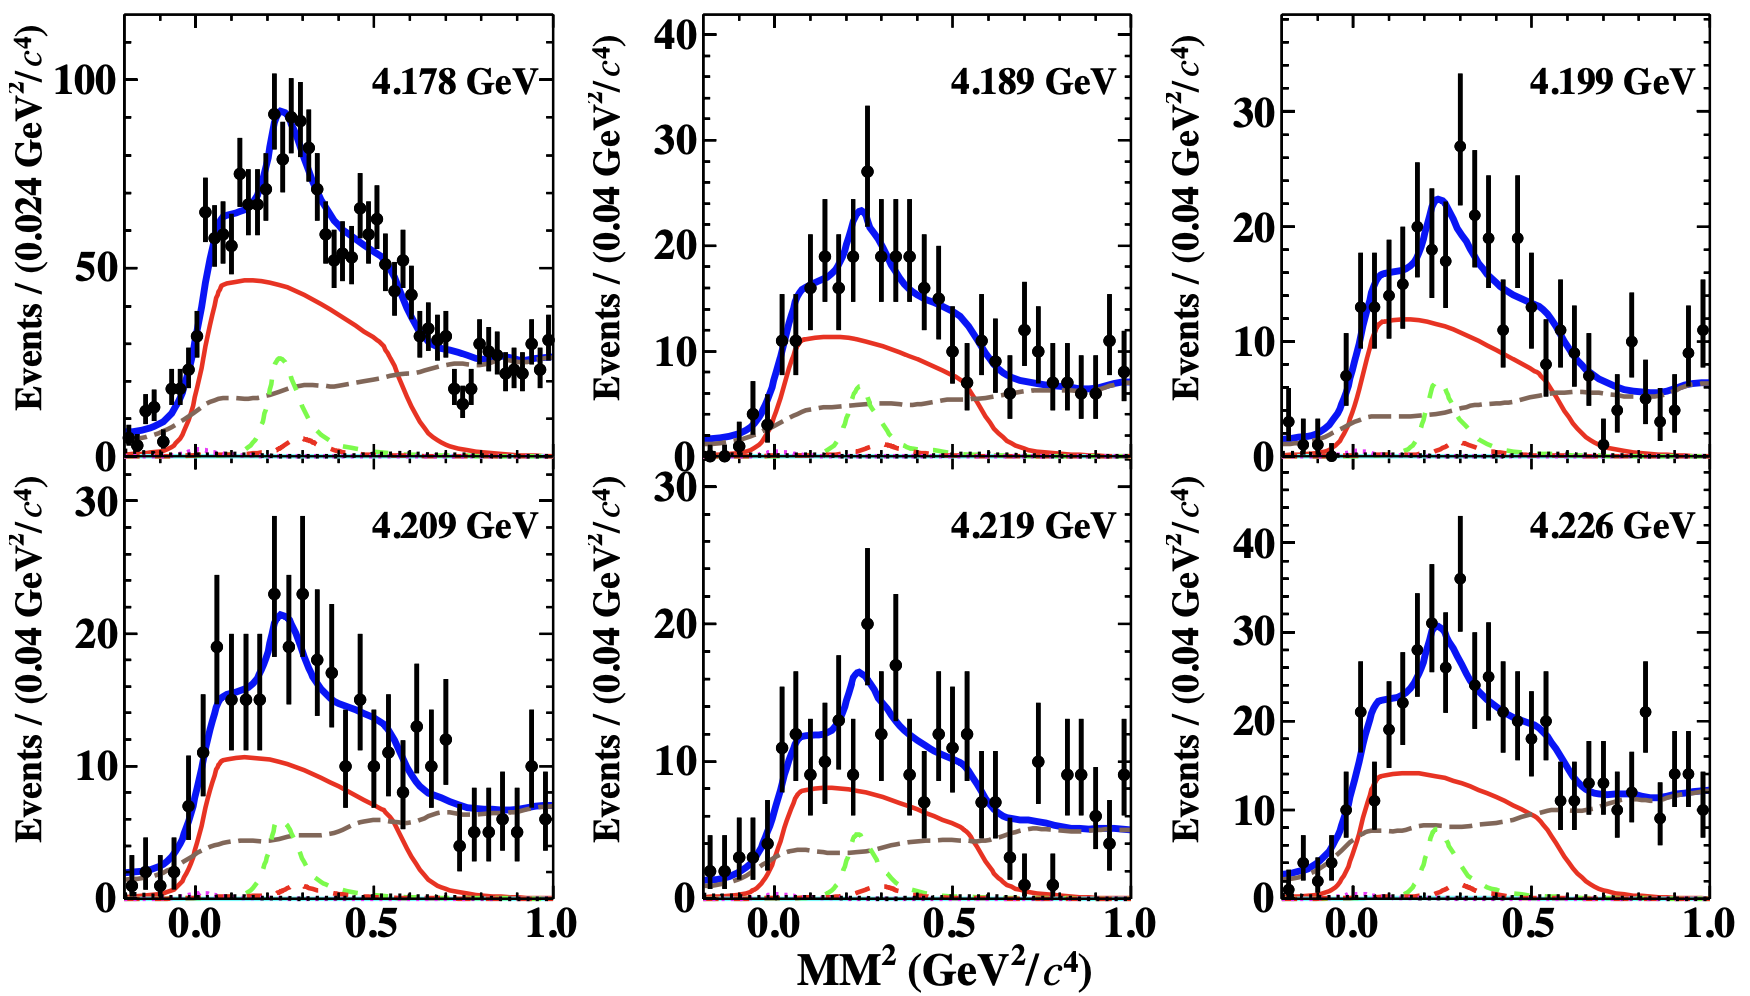 Events / (0.024 GeV²/c⁴)
100
50
0
4.178 GeV
Events / (0.04 GeV²/c⁴)
40
30
20
10
0
4.189 GeV
Events / (0.04 GeV²/c⁴)
30
20
10
0
4.199 GeV
Events / (0.04 GeV²/c⁴)
30
20
10
0
4.209 GeV
0.0 0.5 1.0
Events / (0.04 GeV²/c⁴)
30
20
10
0
4.219 GeV
0.0 0.5 1.0
Events / (0.04 GeV²/c⁴)
40
30
20
10
0
4.226 GeV
0.0 0.5 1.0
MM² (GeV²/c⁴)